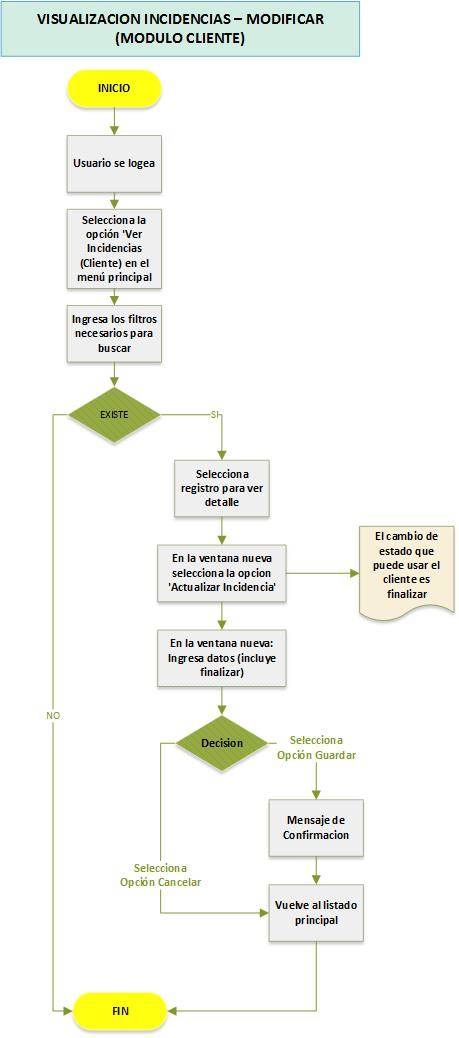 VISUALIZACION INCIDENCIAS – MODIFICAR
(MODULO CLIENTE)
INICIO
Usuario se logea
Selecciona la
opción 'Ver
Incidencias
(Cliente) en el
menú principal
Ingresa los filtros
necesarios para
buscar
EXISTE
SI
Selecciona
registro para ver
detalle
En la ventana nueva
selecciona la opcion
'Actualizar Incidencia'
El cambio de
estado que
puede usar el
cliente es
finalizar
En la ventana nueva:
Ingresa datos (incluye
finalizar)
NO
Decision
Selecciona
Opción Guardar
Mensaje de
Confirmacion
Selecciona
Opción Cancelar
Vuelve al listado
principal
FIN